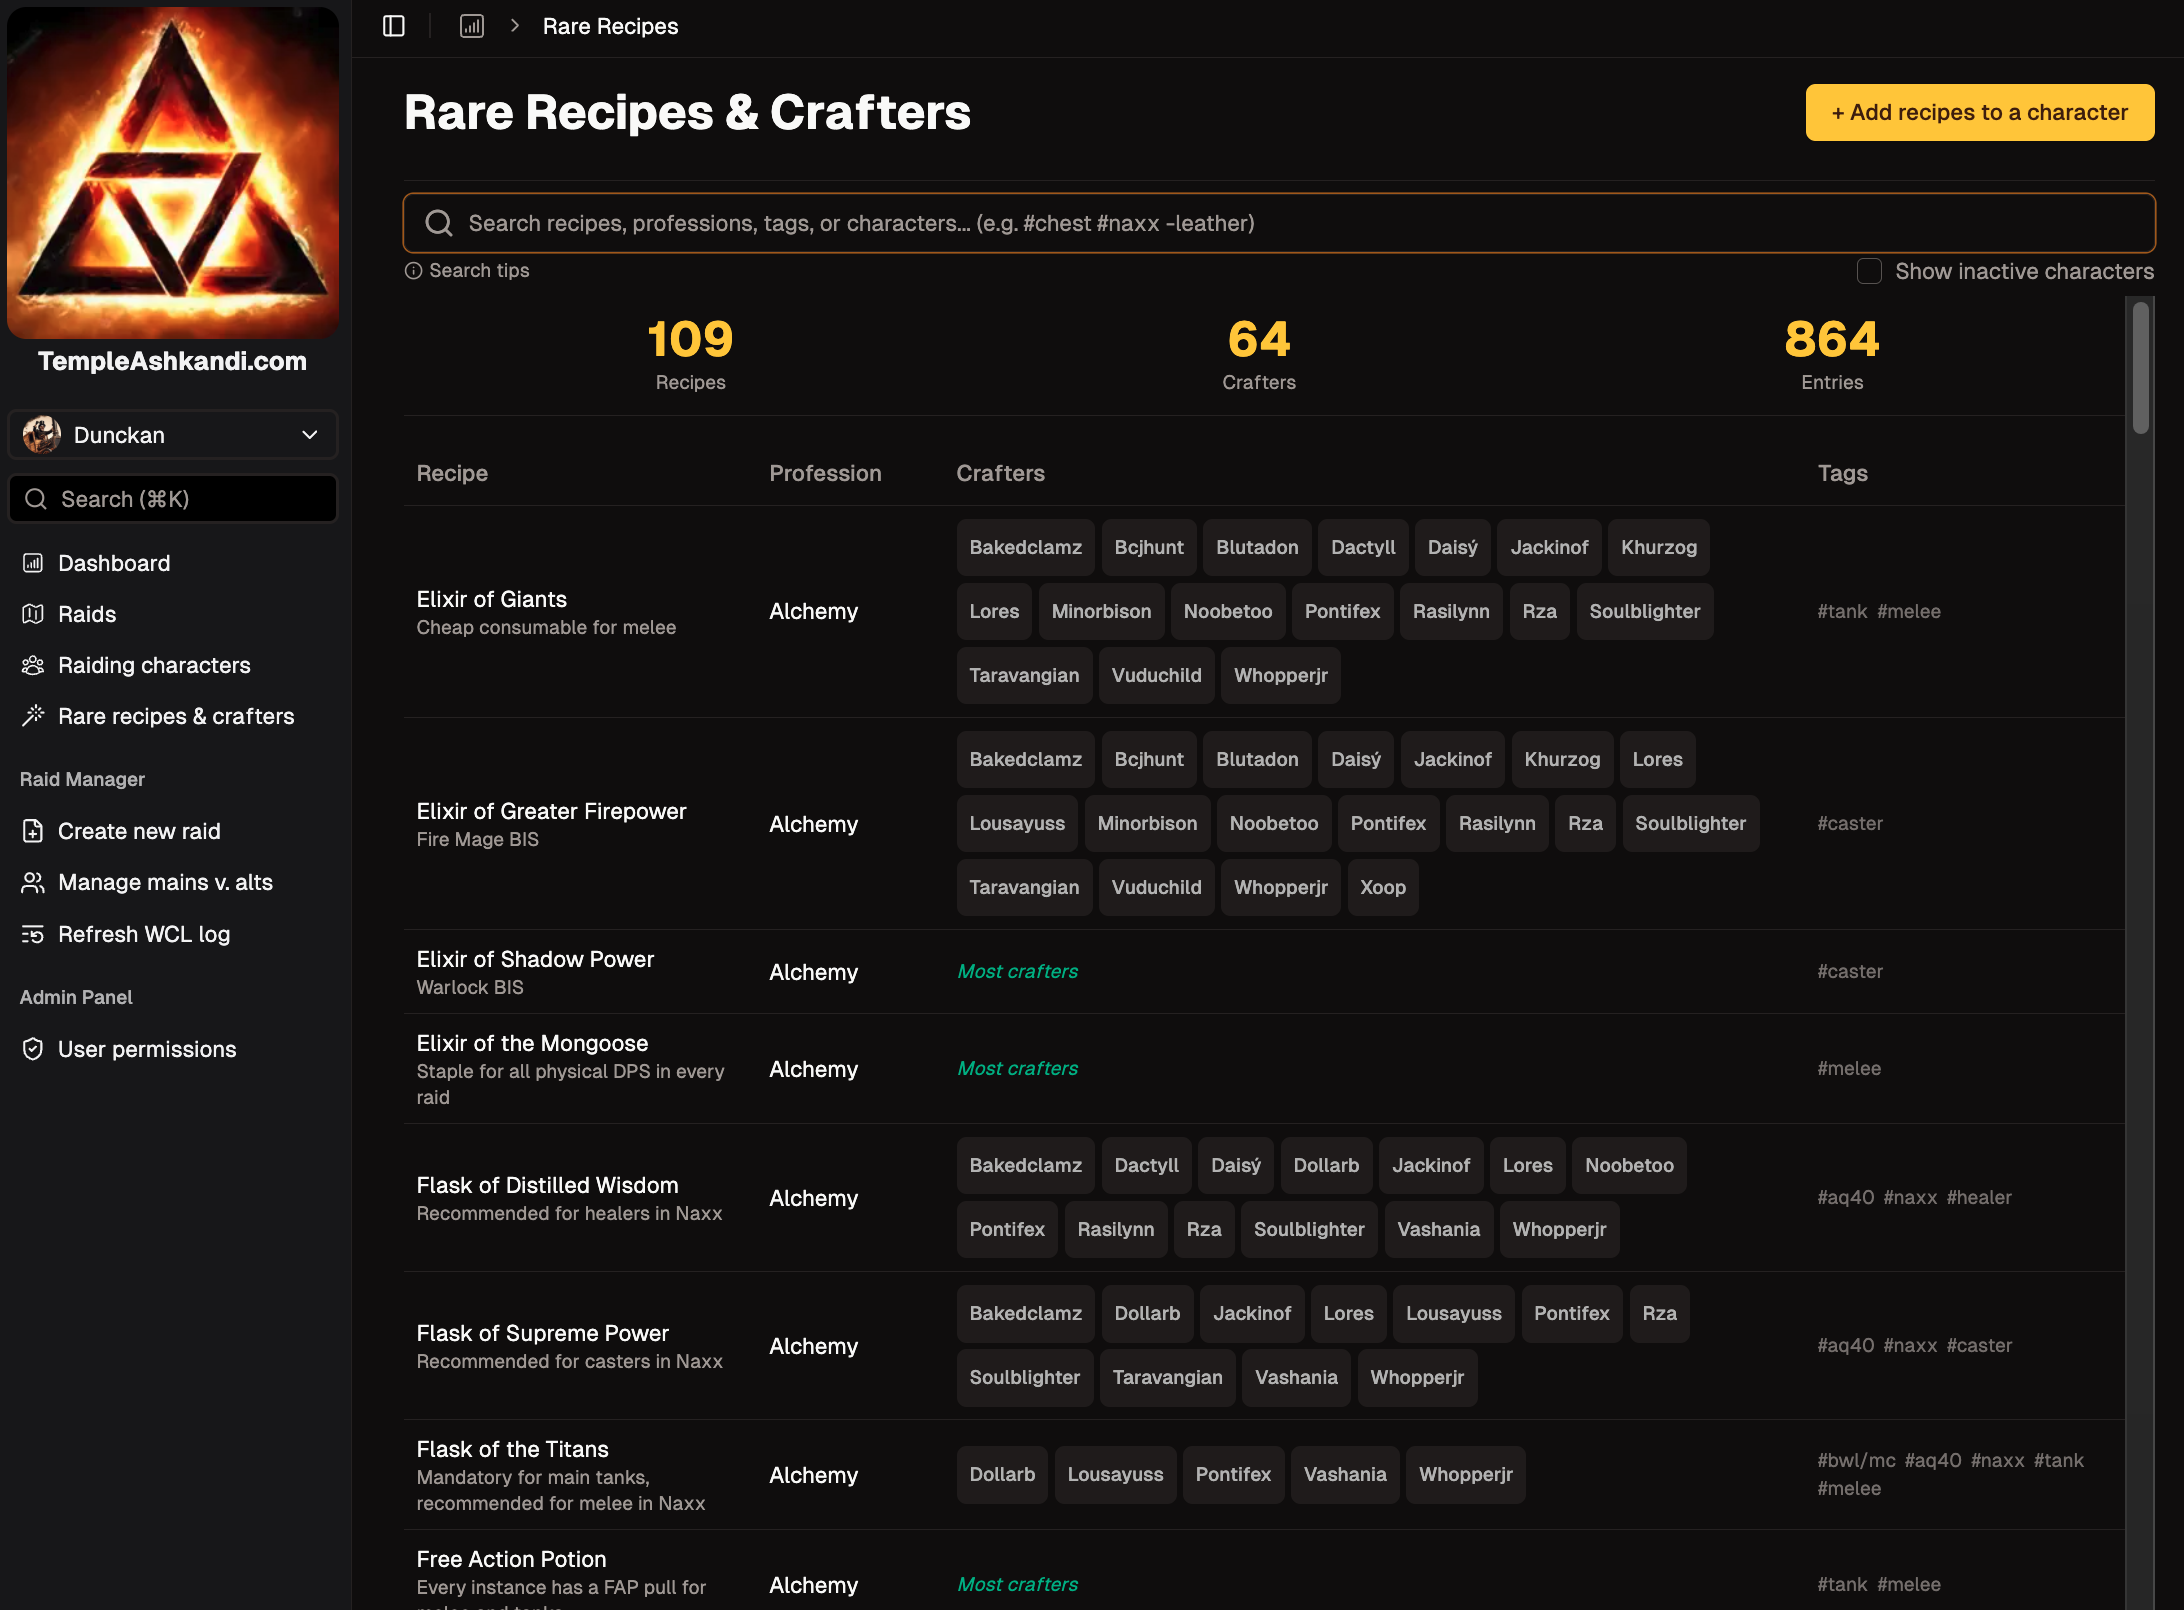 Rare Recipes
TempleAshkandi.com
Dunckan
Search (⌘K)
Dashboard
Raids
Raiding characters
Rare recipes & crafters
Raid Manager
Create new raid
Manage mains v. alts
Refresh WCL log
Admin Panel
User permissions
Rare Recipes & Crafters
+ Add recipes to a character
Search recipes, professions, tags, or characters... (e.g. #chest #naxx -leather)
Search tips
Show inactive characters
109 64 864
Recipes Crafters Entries
Recipe Profession Crafters Tags
Elixir of Giants
Cheap consumable for melee
Alchemy
Bakedclamz Bcjhunt Blutadon Dactyll Daisý Jackinof Khurzog
Lores Minorbison Noobetoo Pontifex Rasilynn Rza Soulblighter
Taravangian Vuduchild Whopperjr
#tank #melee
Elixir of Greater Firepower
Fire Mage BIS
Alchemy
Bakedclamz Bcjhunt Blutadon Daisý Jackinof Khurzog Lores
Lousayuss Minorbison Noobetoo Pontifex Rasilynn Rza Soulblighter
Taravangian Vuduchild Whopperjr Xoop
#caster
Elixir of Shadow Power
Warlock BIS
Alchemy
Most crafters
#caster
Elixir of the Mongoose
Staple for all physical DPS in every
raid
Alchemy
Most crafters
#melee
Flask of Distilled Wisdom
Recommended for healers in Naxx
Alchemy
Bakedclamz Dactyll Daisý Dollarb Jackinof Lores Noobetoo
Pontifex Rasilynn Rza Soulblighter Vashania Whopperjr
#aq40 #naxx #healer
Flask of Supreme Power
Recommended for casters in Naxx
Alchemy
Bakedclamz Dollarb Jackinof Lores Lousayuss Pontifex Rza
Soulblighter Taravangian Vashania Whopperjr
#aq40 #naxx #caster
Flask of the Titans
Mandatory for main tanks,
recommended for melee in Naxx
Alchemy
Dollarb Lousayuss Pontifex Vashania Whopperjr
#bwl/mc #aq40 #naxx #tank
#melee
Free Action Potion
Every instance has a FAP pull for
Alchemy
Most crafters
#tank #melee